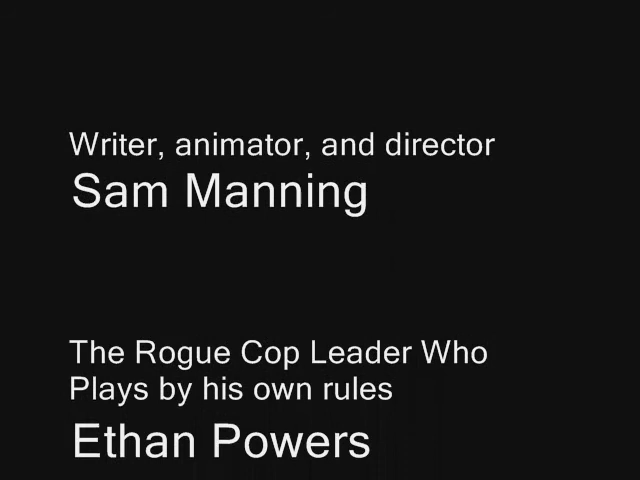 Writer, animator, and director
Sam Manning
The Rogue Cop Leader Who
Plays by his own rules
Ethan Powers